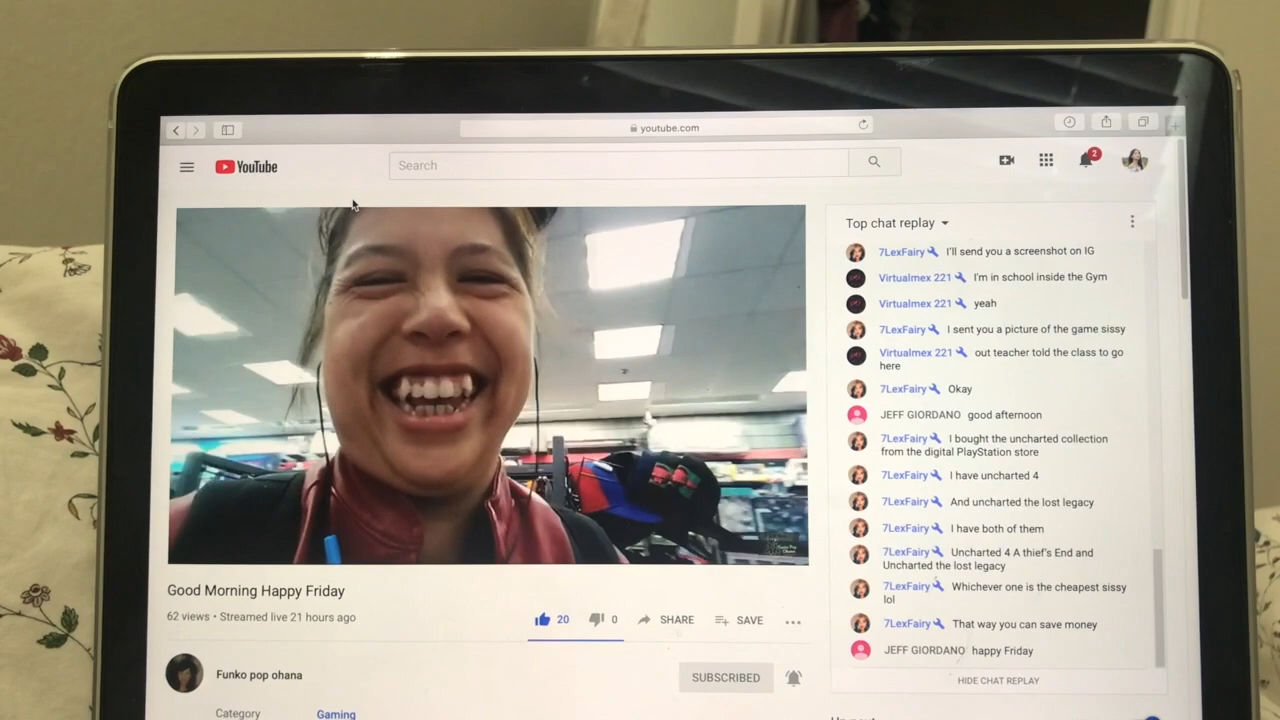 youtube.com
YouTube
Search
2
Top chat replay
7LexFairy I'll send you a screenshot on IG
Virtualmex 221 I'm in school inside the Gym
Virtualmex 221 yeah
7LexFairy I sent you a picture of the game sissy
Virtualmex 221 out teacher told the class to go
here
7LexFairy Okay
JEFF GIORDANO good afternoon
7LexFairy I bought the uncharted collection
from the digital PlayStation store
7LexFairy I have uncharted 4
7LexFairy And uncharted the lost legacy
7LexFairy I have both of them
7LexFairy Uncharted 4 A thief's End and
Uncharted the lost legacy
7LexFairy Whichever one is the cheapest sissy
lol
7LexFairy That way you can save money
JEFF GIORDANO happy Friday
HIDE CHAT REPLAY
Good Morning Happy Friday
62 views • Streamed live 21 hours ago
20 0 SHARE SAVE
Funko pop ohana
SUBSCRIBED
Category Gaming